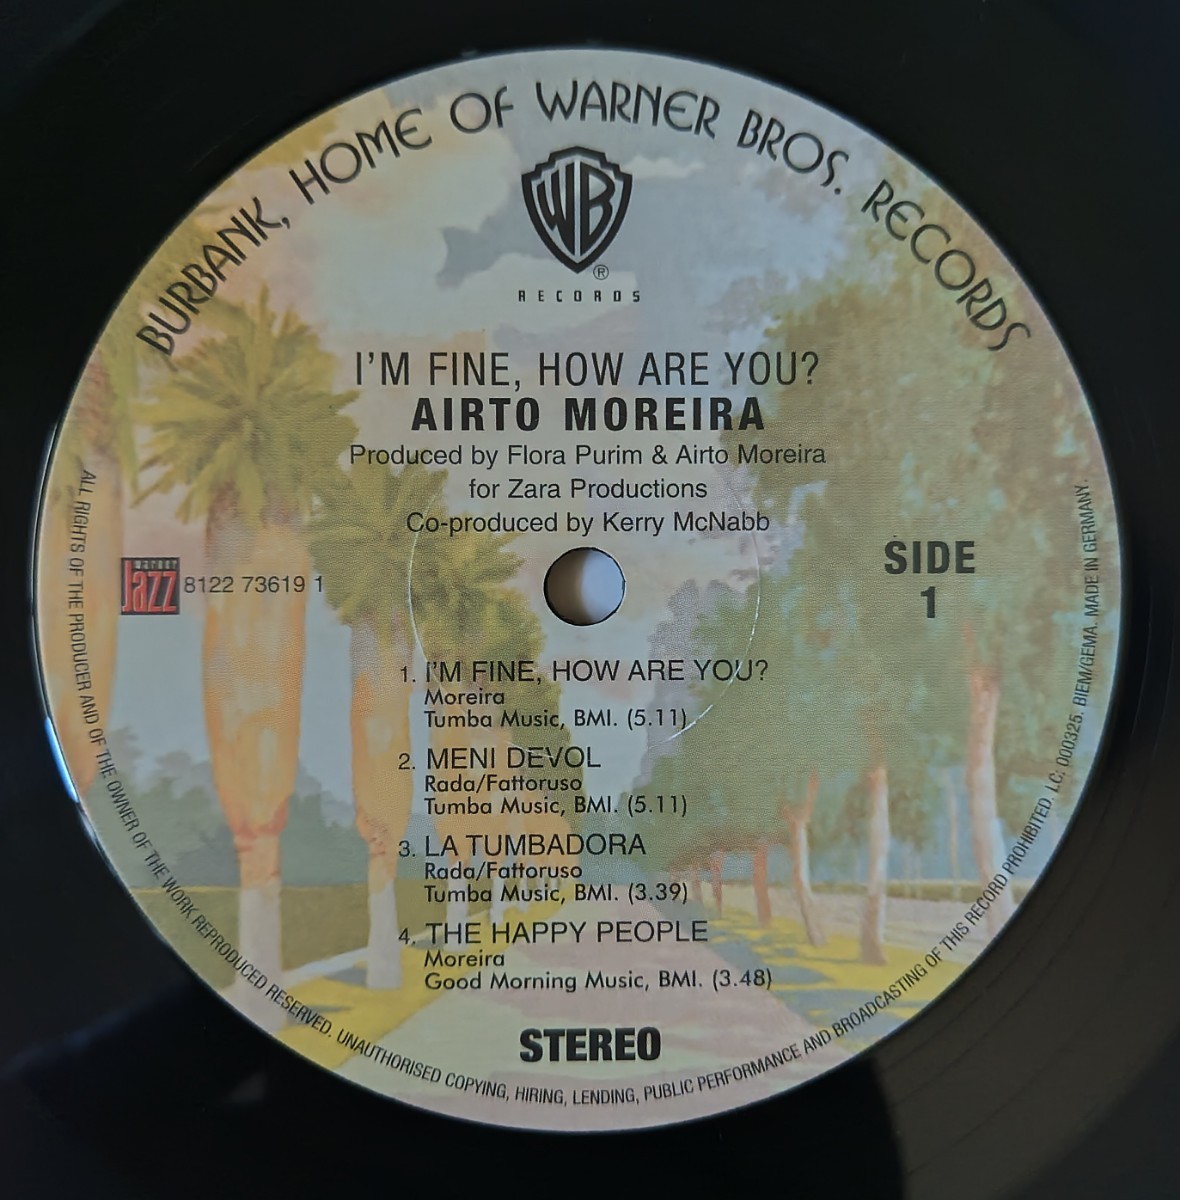 BURBANK, HOME OF WARNER BROS. RECORDS
WB
®
RECORDS
I'M FINE, HOW ARE YOU?
AIRTO MOREIRA
Produced by Flora Purim & Airto Moreira
for Zara Productions
Co-produced by Kerry McNabb
WARNER
Jazz
8122 73619 1
SIDE
1
1. I'M FINE, HOW ARE YOU?
Moreira
Tumba Music, BMI. (5.11)
2. MENI DEVOL
Rada/Fattoruso
Tumba Music, BMI. (5.11)
3. LA TUMBADORA
Rada/Fattoruso
Tumba Music, BMI. (3.39)
4. THE HAPPY PEOPLE
Moreira
Good Morning Music, BMI. (3.48)
STEREO
ALL RIGHTS OF THE PRODUCER AND OF THE OWNER OF THE WORK REPRODUCED RESERVED. UNAUTHORISED COPYING, HIRING, LENDING, PUBLIC PERFORMANCE AND BROADCASTING OF THIS RECORD PROHIBITED. LC. 000325. BIEM/GEMA. MADE IN GERMANY.